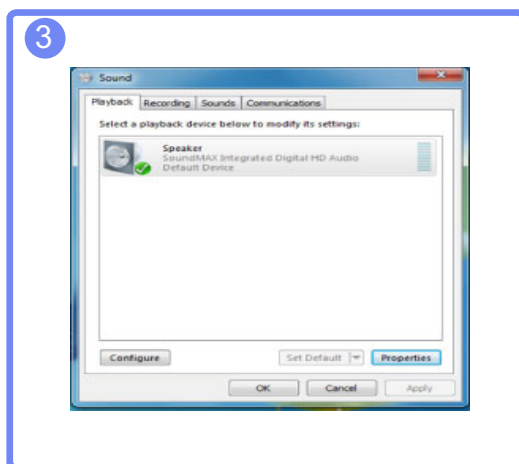 3
Sound
Playback Recording Sounds Communications
Select a playback device below to modify its settings:
Speaker
SoundMAX Integrated Digital HD Audio
Default Device
Configure Set Default Properties
OK Cancel Apply